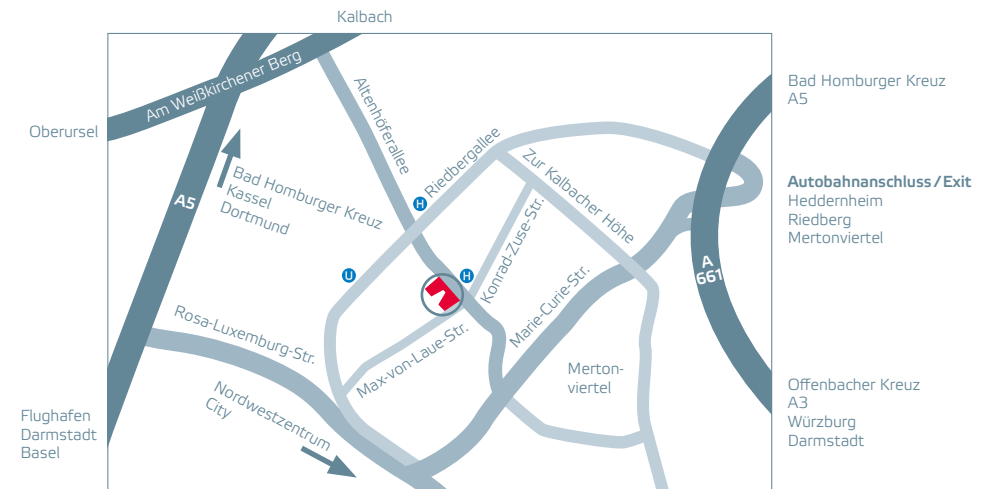 Kalbach
Am Weißkirchener Berg
Oberursel
Altenhöferallee
Riedbergallee
Zur Kalbacher Höhe
Bad Homburger Kreuz
A5
Autobahnanschluss/Exit
Heddernheim
Riedberg
Mertonviertel
A5
Bad Homburger Kreuz
Kassel
Dortmund
H
U
H
Konrad-Zuse-Str.
Marie-Curie-Str.
A
661
Rosa-Luxemburg-Str.
Max-von-Laue-Str.
Merton-
viertel
Nordwestzentrum
City
Flughafen
Darmstadt
Basel
Offenbacher Kreuz
A3
Würzburg
Darmstadt